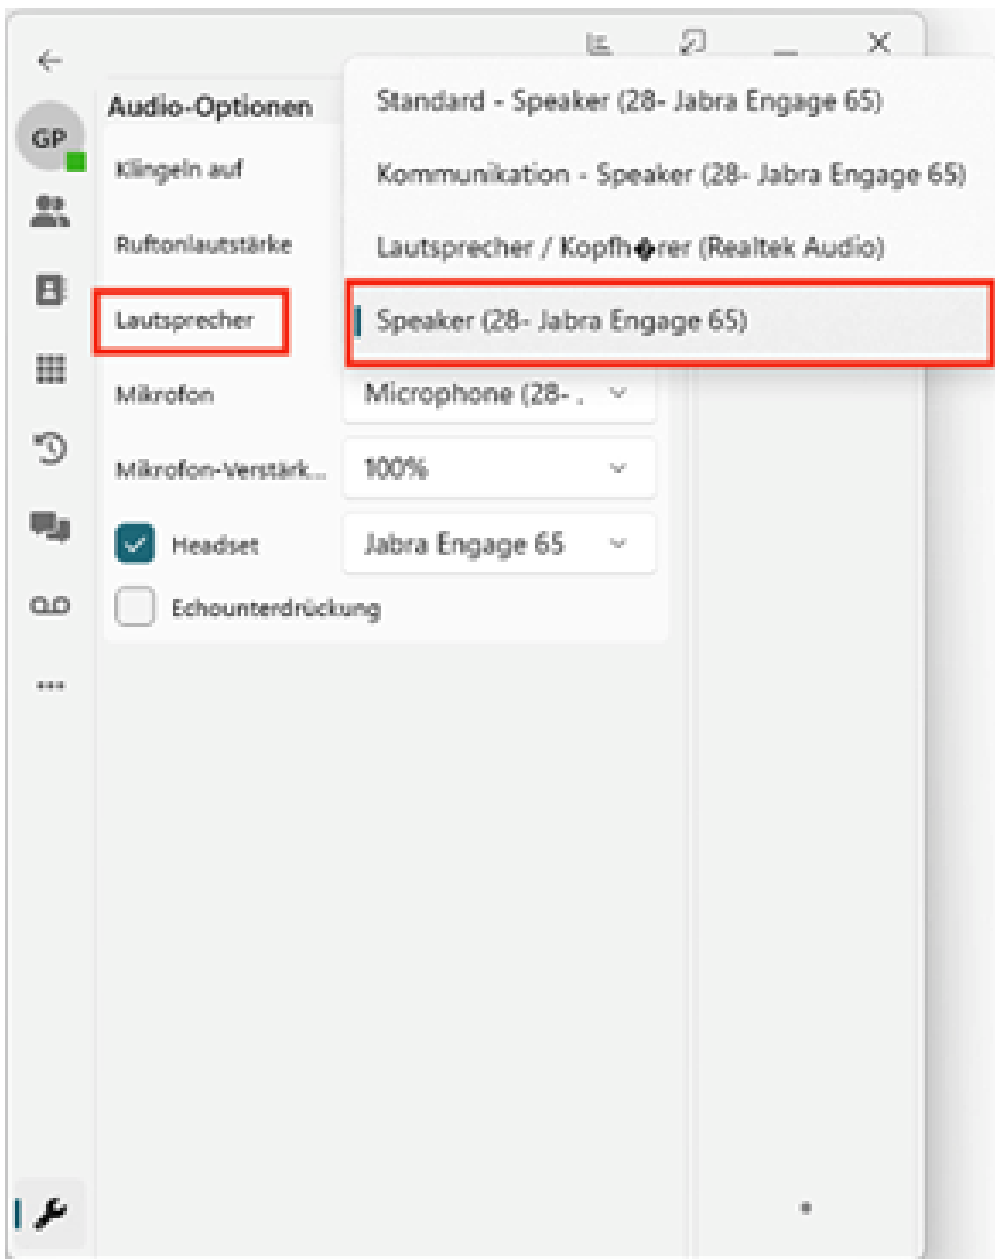 Audio-Optionen
Standard - Speaker (28- Jabra Engage 65)
GP
Klingeln auf
Kommunikation - Speaker (28- Jabra Engage 65)
Ruftonlautstärke
Lautsprecher / Kopfh�rer (Realtek Audio)
Lautsprecher
Speaker (28- Jabra Engage 65)
Mikrofon
Microphone (28- .
Mikrofon-Verstärk...
100%
Headset
Jabra Engage 65
Echounterdrückung